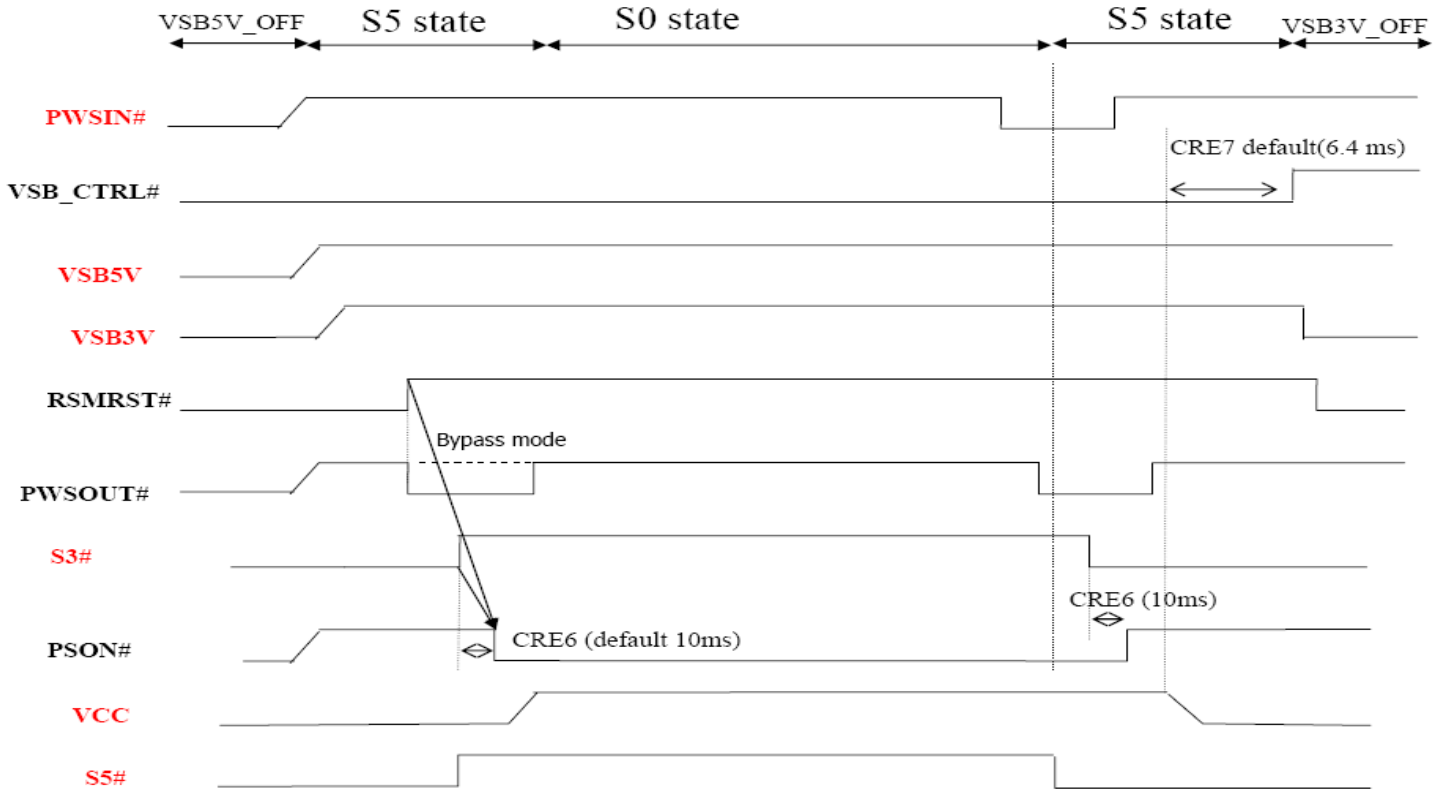 VSB5V_OFF
S5 state
S0 state
S5 state
VSB3V_OFF
PWSIN#
CRE7 default(6.4 ms)
VSB_CTRL#
VSB5V
VSB3V
RSMRST#
Bypass mode
PWSOUT#
S3#
CRE6 (10ms)
CRE6 (default 10ms)
PSON#
VCC
S5#